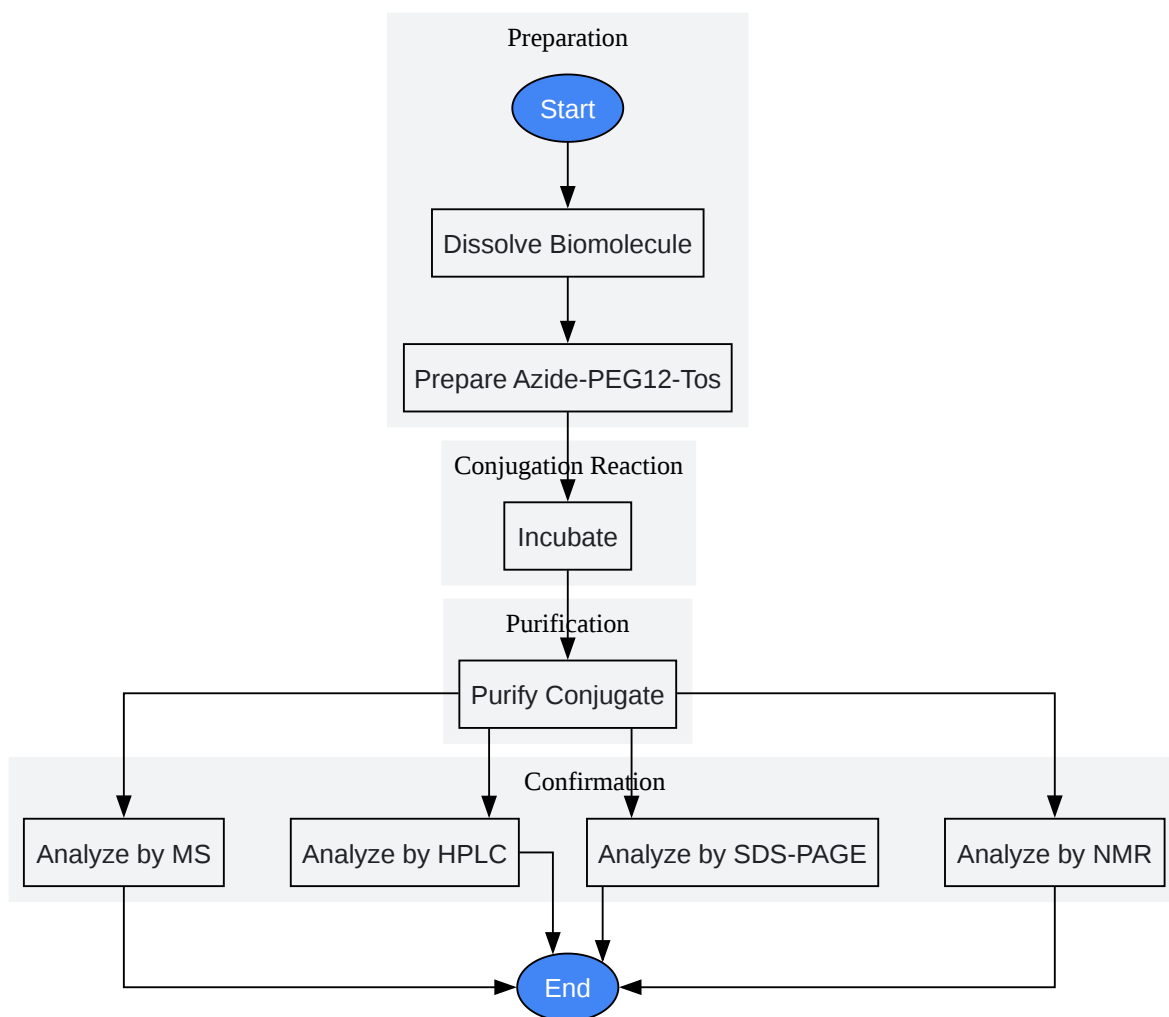 Preparation
Start
Dissolve Biomolecule
Prepare Azide-PEG12-Tos
Conjugation Reaction
Incubate
Purification
Purify Conjugate
Confirmation
Analyze by MS
Analyze by HPLC
Analyze by SDS-PAGE
Analyze by NMR
End